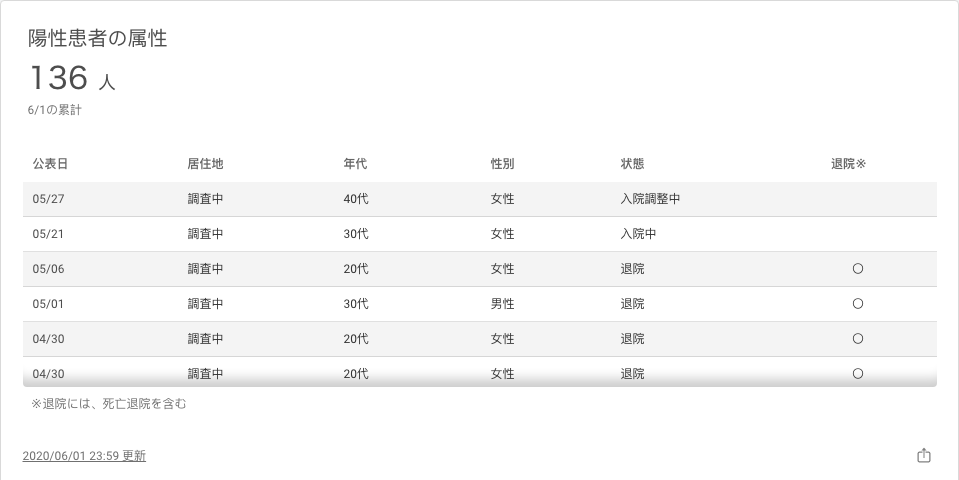 陽性患者の属性
136 人
6/1の累計
公表日 居住地 年代 性別 状態 退院※
05/27 調査中 40代 女性 入院調整中
05/21 調査中 30代 女性 入院中
05/06 調査中 20代 女性 退院 〇
05/01 調査中 30代 男性 退院 〇
04/30 調査中 20代 女性 退院 〇
04/30 調査中 20代 女性 退院 〇
※退院には、死亡退院を含む
2020/06/01 23:59 更新